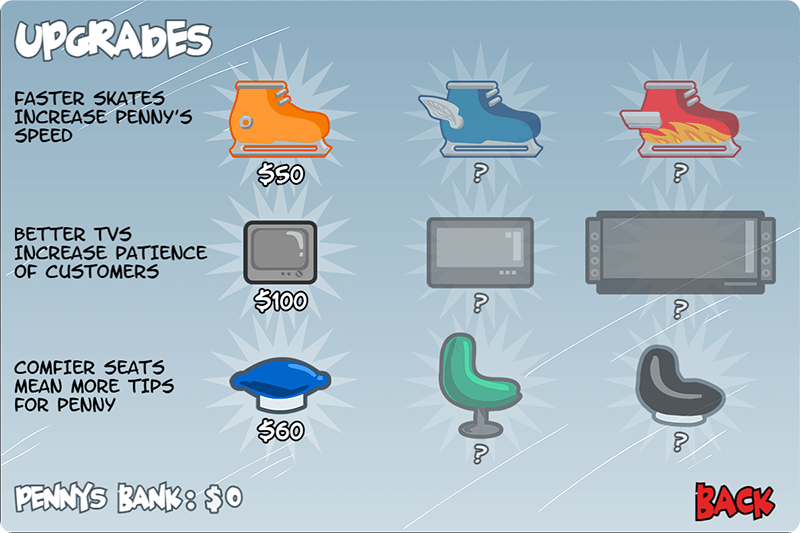 UPGRADES
FASTER SKATES
INCREASE PENNY'S
SPEED
$50
?
?
BETTER TVS
INCREASE PATIENCE
OF CUSTOMERS
$100
?
?
COMFIER SEATS
MEAN MORE TIPS
FOR PENNY
$60
?
?
PENNYS BANK: $0
BACK